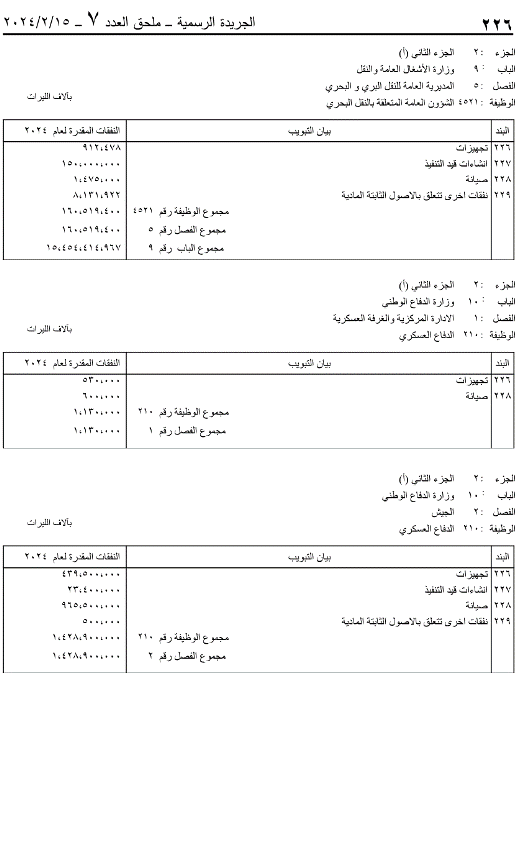 ٢٢٦ الجريدة الرسمية – ملحق العدد ٧ – ٢٠٢٤/٢/١٥
الجزء : ٢ الجزء الثاني (أ)
الباب : ٩ وزارة الأشغال العامة والنقل
الفصل : ٥ المديرية العامة للنقل البري و البحري
الوظيفة : ٤٥٢١ الشؤون العامة المتعلقة بالنقل البحري
بآلاف الليرات
البند بيان التبويب النفقات المقدرة لعام ٢٠٢٤
٢٢٦ تجهيزات ٩١٢،٤٧٨
٢٢٧ انشاءات قيد التنفيذ ١٥٠،٠٠٠،٠٠٠
٢٢٨ صيانة ١،٤٧٥،٠٠٠
٢٢٩ نفقات اخرى تتعلق بالاصول الثابتة المادية ٨،١٣١،٩٢٢
مجموع الوظيفة رقم ٤٥٢١ ١٦٠،٥١٩،٤٠٠
مجموع الفصل رقم ٥ ١٦٠،٥١٩،٤٠٠
مجموع الباب رقم ٩ ١٥،٤٥٤،٤١٤،٩٦٧
الجزء : ٢ الجزء الثاني (أ)
الباب : ١٠ وزارة الدفاع الوطني
الفصل : ١ الادارة المركزية والغرفة العسكرية
الوظيفة : ٢١٠ الدفاع العسكري
بآلاف الليرات
البند بيان التبويب النفقات المقدرة لعام ٢٠٢٤
٢٢٦ تجهيزات ٥٣٠،٠٠٠
٢٢٨ صيانة ٦٠٠،٠٠٠
مجموع الوظيفة رقم ٢١٠ ١،١٣٠،٠٠٠
مجموع الفصل رقم ١ ١،١٣٠،٠٠٠
الجزء : ٢ الجزء الثاني (أ)
الباب : ١٠ وزارة الدفاع الوطني
الفصل : ٢ الجيش
الوظيفة : ٢١٠ الدفاع العسكري
بآلاف الليرات
البند بيان التبويب النفقات المقدرة لعام ٢٠٢٤
٢٢٦ تجهيزات ٤٣٩،٥٠٠،٠٠٠
٢٢٧ انشاءات قيد التنفيذ ٢٣،٤٠٠،٠٠٠
٢٢٨ صيانة ٩٦٥،٥٠٠،٠٠٠
٢٢٩ نفقات اخرى تتعلق بالاصول الثابتة المادية ٥٠٠،٠٠٠
مجموع الوظيفة رقم ٢١٠ ١،٤٢٨،٩٠٠،٠٠٠
مجموع الفصل رقم ٢ ١،٤٢٨،٩٠٠،٠٠٠